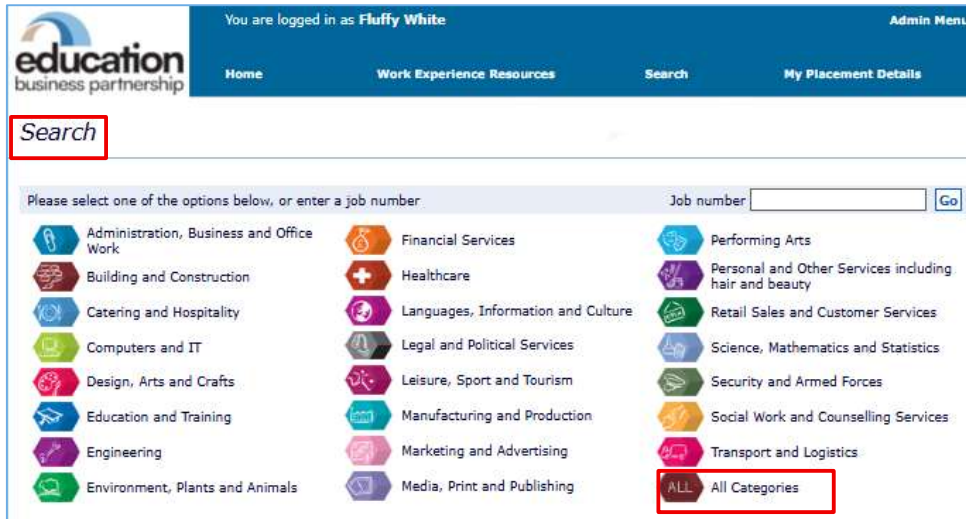 education
business partnership
You are logged in as Fluffy White
Admin Menu
Home
Work Experience Resources
Search
My Placement Details
Search
Please select one of the options below, or enter a job number
Job number
Go
Administration, Business and Office
Work
Financial Services
Performing Arts
Building and Construction
Healthcare
Personal and Other Services including
hair and beauty
Catering and Hospitality
Languages, Information and Culture
Retail Sales and Customer Services
Computers and IT
Legal and Political Services
Science, Mathematics and Statistics
Design, Arts and Crafts
Leisure, Sport and Tourism
Security and Armed Forces
Education and Training
Manufacturing and Production
Social Work and Counselling Services
Engineering
Marketing and Advertising
Transport and Logistics
Environment, Plants and Animals
Media, Print and Publishing
ALL
All Categories